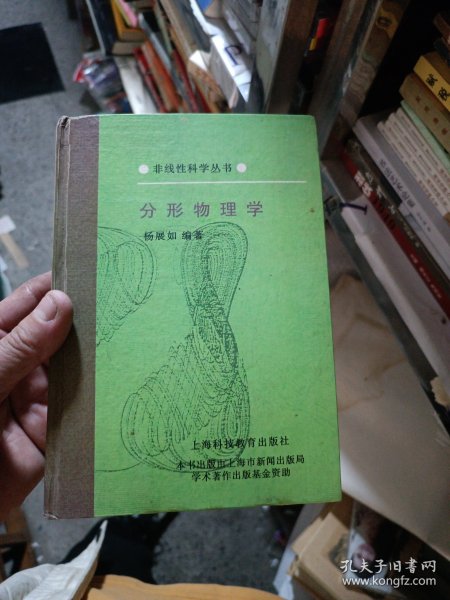 ● 非线性科学丛书 ●
分形物理学
杨展如 编著
上海科技教育出版社
本书出版由上海市新闻出版局
学术著作出版基金资助
孔夫子旧书网
www.kongfz.com